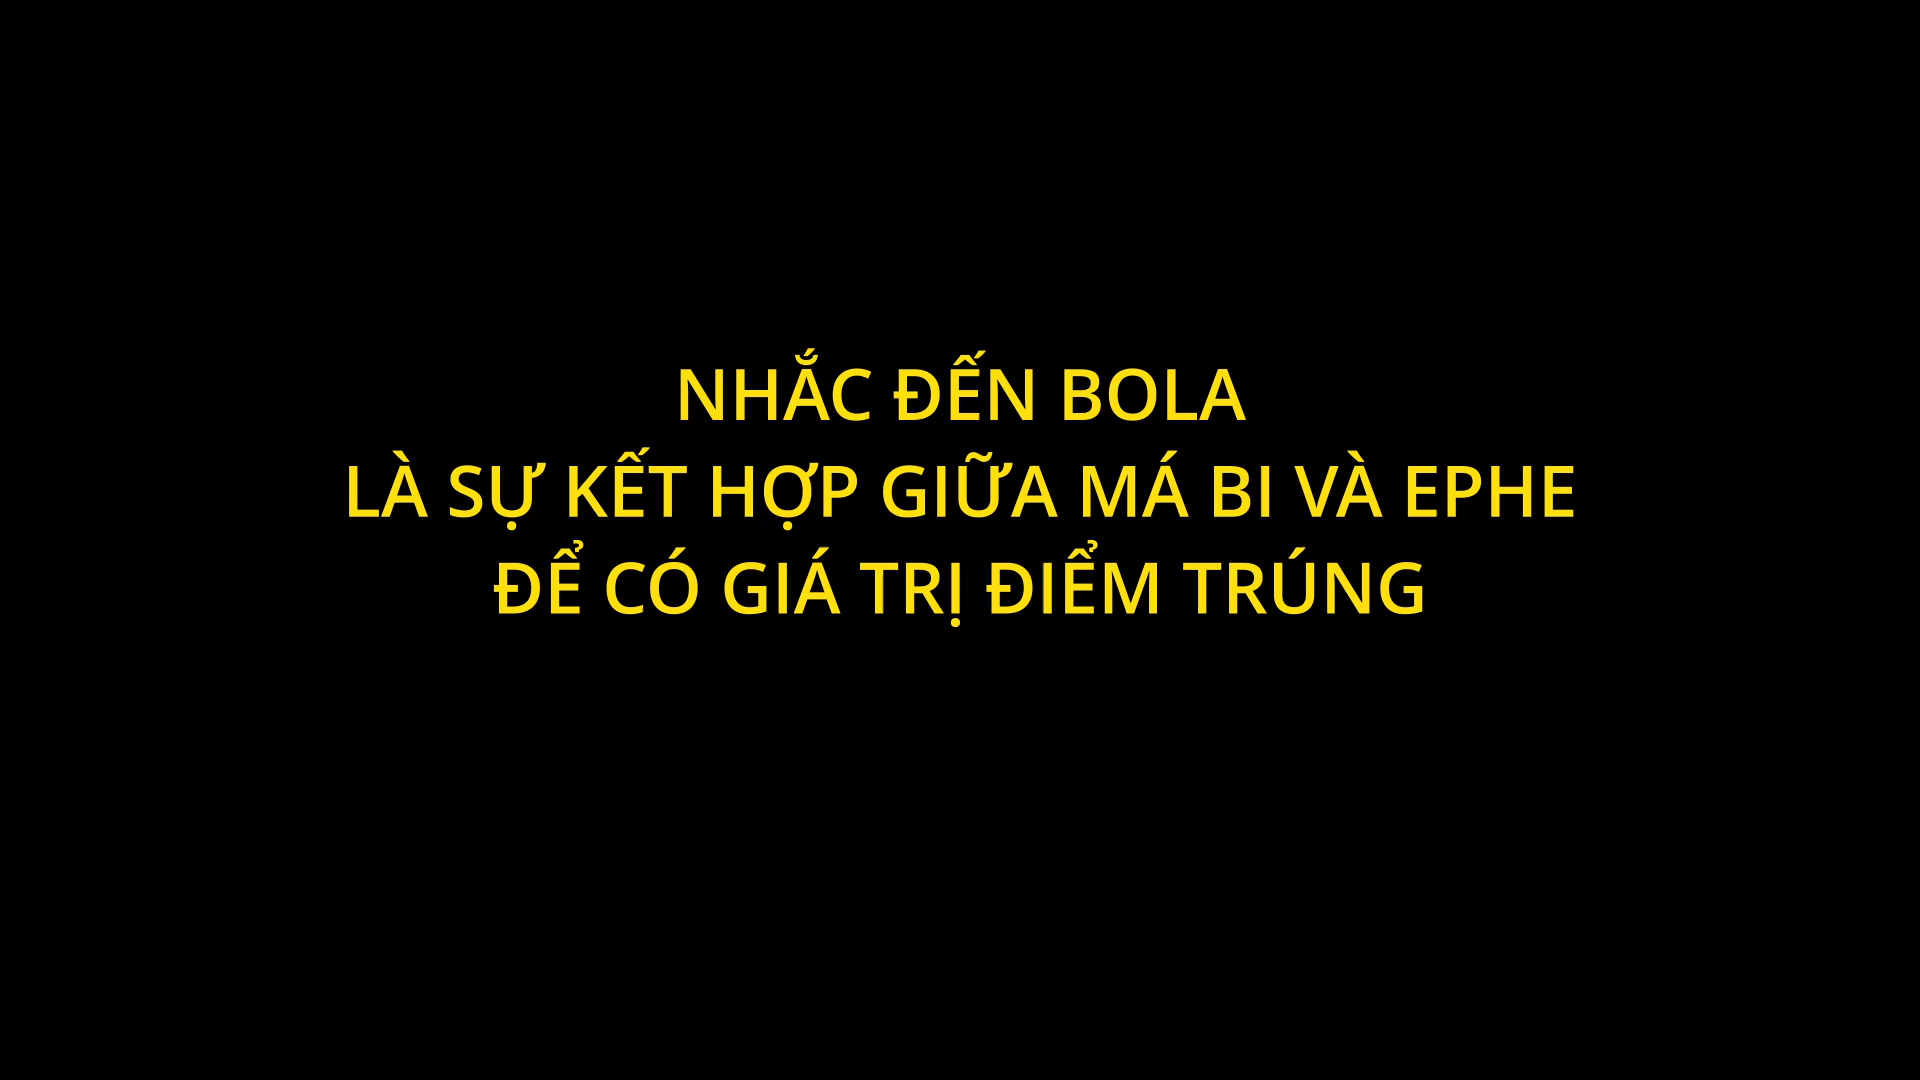 NHẮC ĐẾN BOLA
LÀ SỰ KẾT HỢP GIỮA MÁ BI VÀ EPHE
ĐỂ CÓ GIÁ TRỊ ĐIỂM TRÚNG